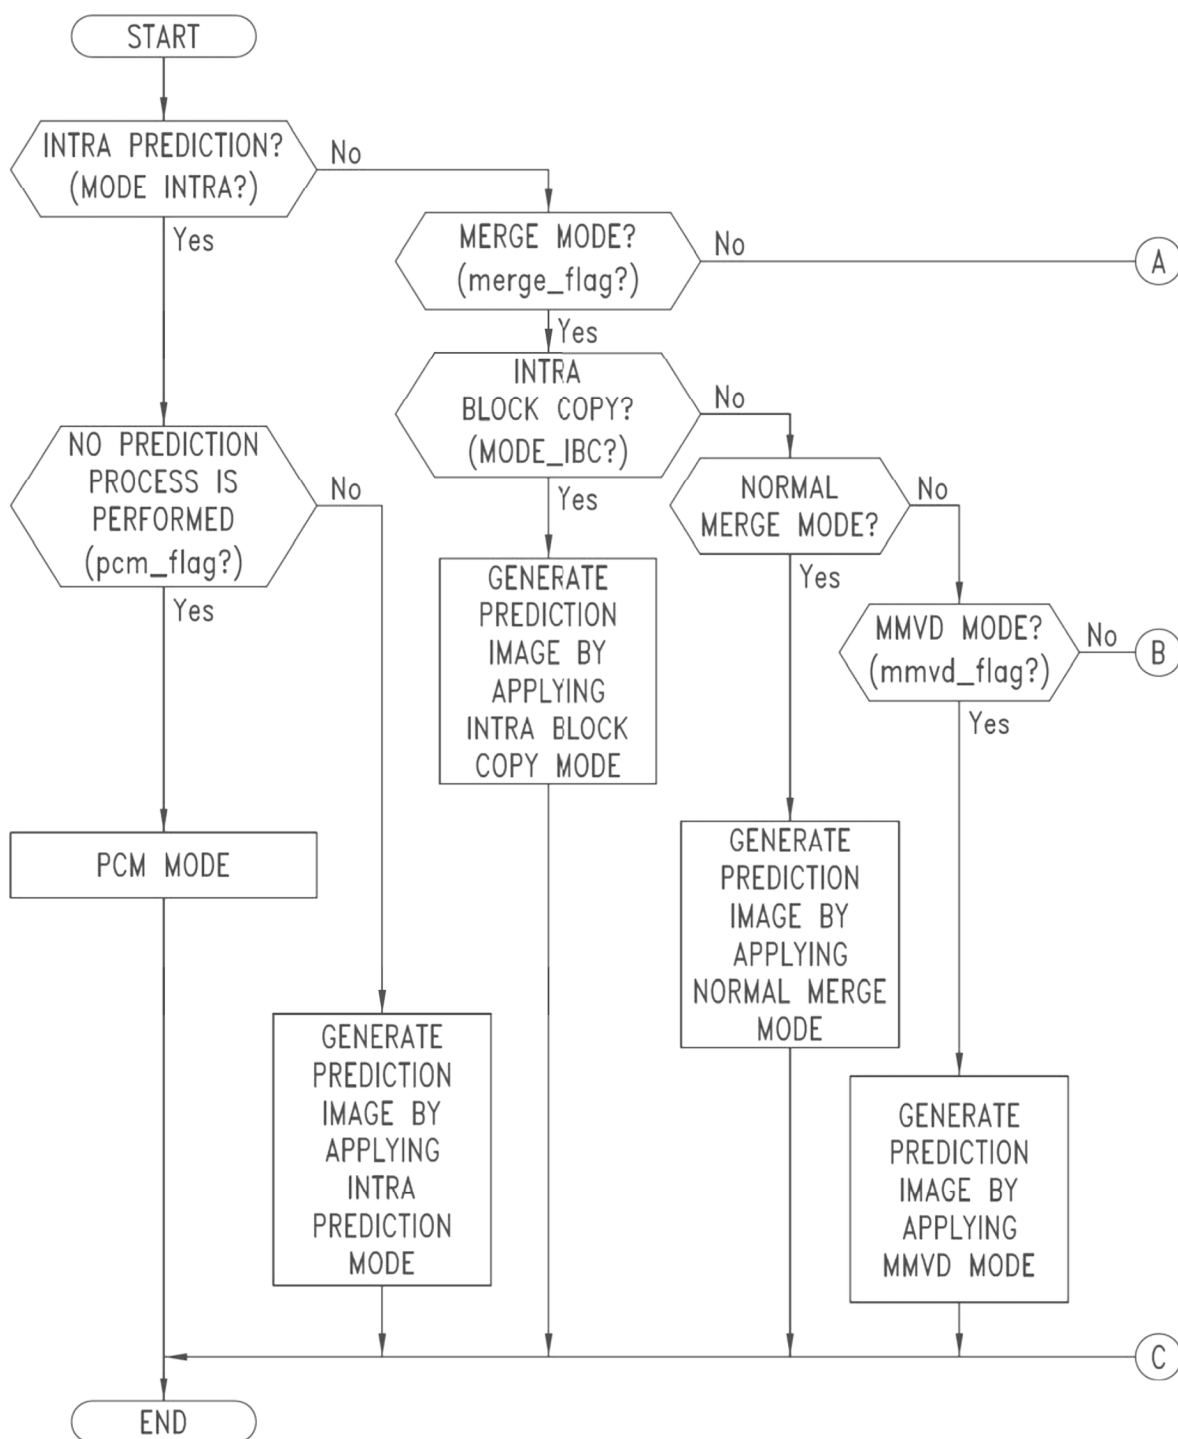 START
INTRA PREDICTION?
(MODE INTRA?)
No
Yes
MERGE MODE?
(merge_flag?)
No
A
Yes
INTRA
BLOCK COPY?
(MODE_IBC?)
No
Yes
NO PREDICTION
PROCESS IS
PERFORMED
(pcm_flag?)
No
Yes
NORMAL
MERGE MODE?
No
Yes
GENERATE
PREDICTION
IMAGE BY
APPLYING
INTRA BLOCK
COPY MODE
MMVD MODE?
(mmvd_flag?)
No
B
Yes
PCM MODE
GENERATE
PREDICTION
IMAGE BY
APPLYING
NORMAL MERGE
MODE
GENERATE
PREDICTION
IMAGE BY
APPLYING
INTRA
PREDICTION
MODE
GENERATE
PREDICTION
IMAGE BY
APPLYING
MMVD MODE
C
END